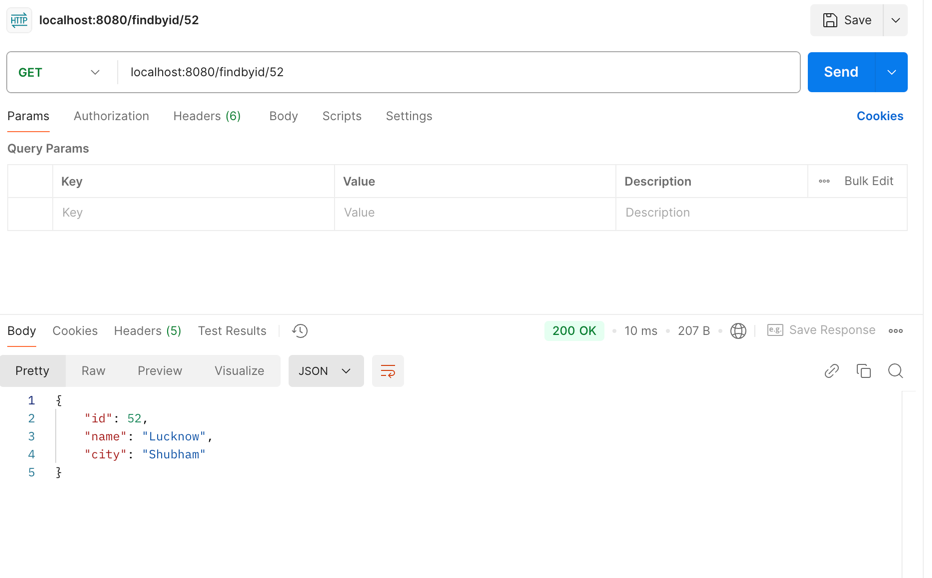 HTTP localhost:8080/findbyid/52 Save
GET localhost:8080/findbyid/52 Send
Params Authorization Headers (6) Body Scripts Settings Cookies
Query Params
Key Value Description Bulk Edit
Key Value Description
Body Cookies Headers (5) Test Results 200 OK 10 ms 207 B e.g. Save Response
Pretty Raw Preview Visualize JSON
1 {
2 "id": 52,
3 "name": "Lucknow",
4 "city": "Shubham"
5 }